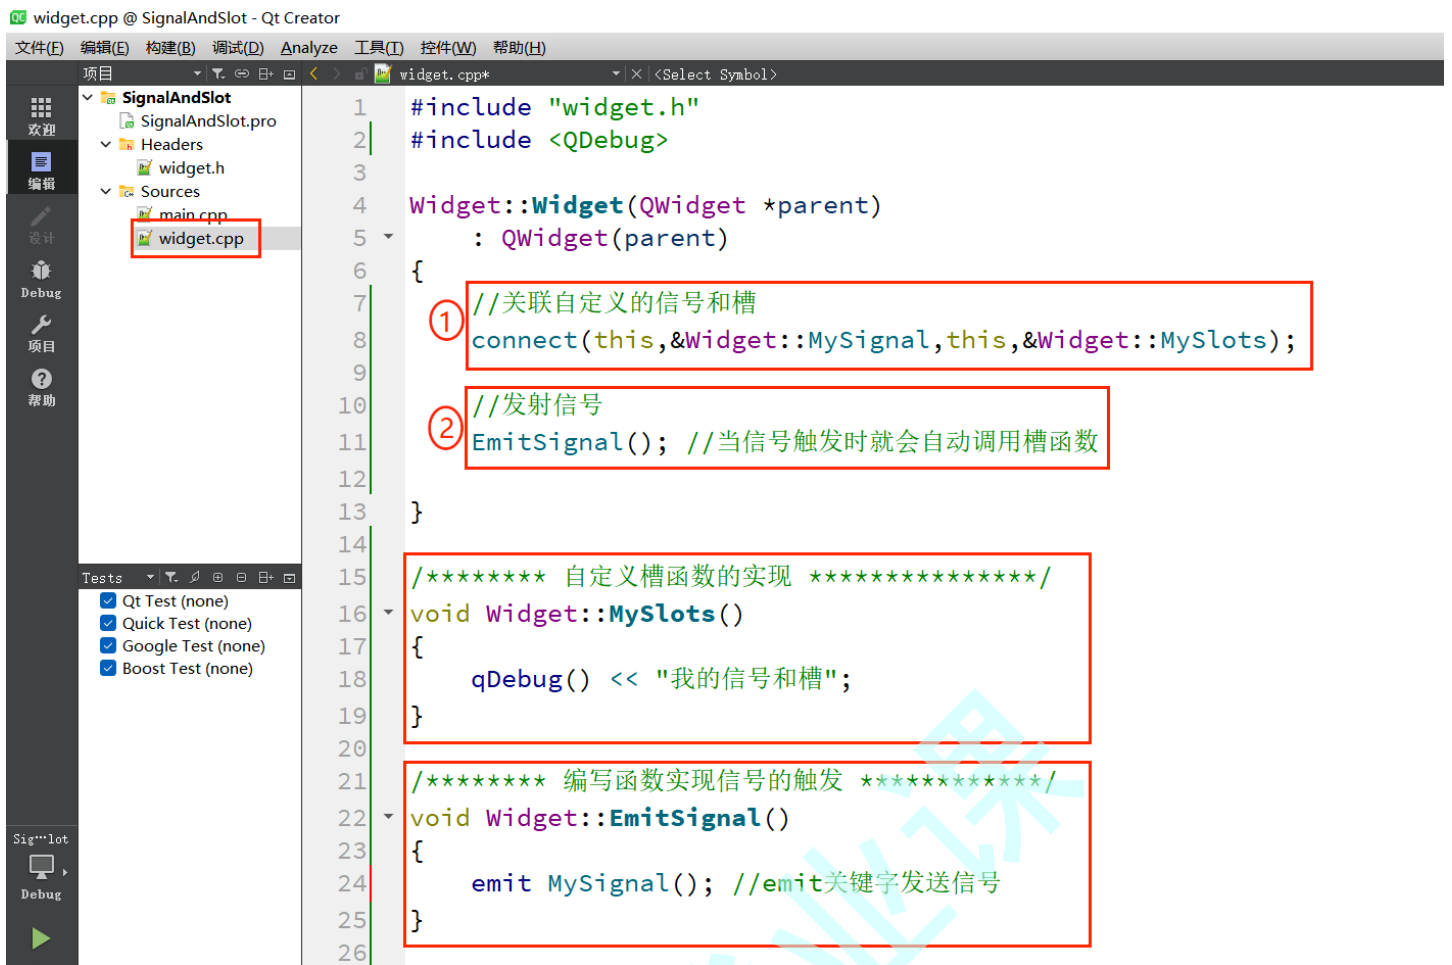 widget.cpp @ SignalAndSlot - Qt Creator
文件(F) 编辑(E) 构建(B) 调试(D) Analyze 工具(T) 控件(W) 帮助(H)
项目
widget.cpp*
<Select Symbol>
欢迎
编辑
设计
Debug
项目
帮助
Sig···lot
Debug
SignalAndSlot
SignalAndSlot.pro
Headers
widget.h
Sources
main.cpp
widget.cpp
Tests
Qt Test (none)
Quick Test (none)
Google Test (none)
Boost Test (none)
1 #include "widget.h"
2 #include <QDebug>
3
4 Widget::Widget(QWidget *parent)
5 : QWidget(parent)
6 {
7 //关联自定义的信号和槽
① 
8 connect(this,&Widget::MySignal,this,&Widget::MySlots);
9
10 //发射信号
②
11 EmitSignal(); //当信号触发时就会自动调用槽函数
12
13 }
14
15 /******** 自定义槽函数的实现 ***************/
16 void Widget::MySlots()
17 {
18 qDebug() << "我的信号和槽";
19 }
20
21 /******** 编写函数实现信号的触发 ************/
22 void Widget::EmitSignal()
23 {
24 emit MySignal(); //emit关键字发送信号
25 }
26
业课